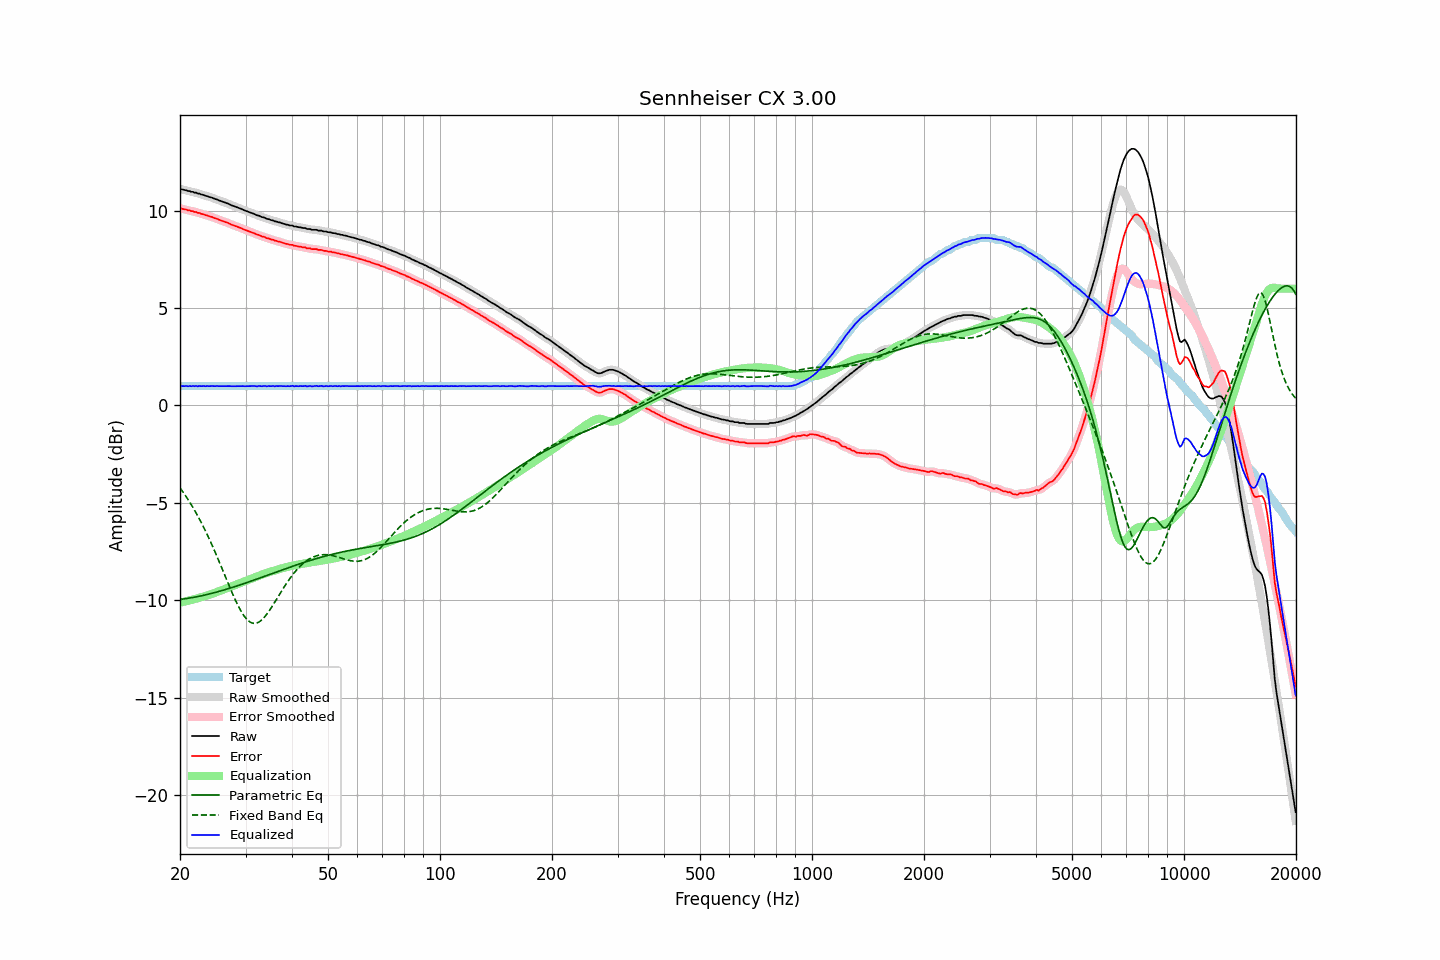 Sennheiser CX 3.00
Amplitude (dBr)
10
5
0
−5
−10
−15
−20
Target
Raw Smoothed
Error Smoothed
Raw
Error
Equalization
Parametric Eq
Fixed Band Eq
Equalized
20 50 100 200 500 1000 2000 5000 10000 20000
Frequency (Hz)